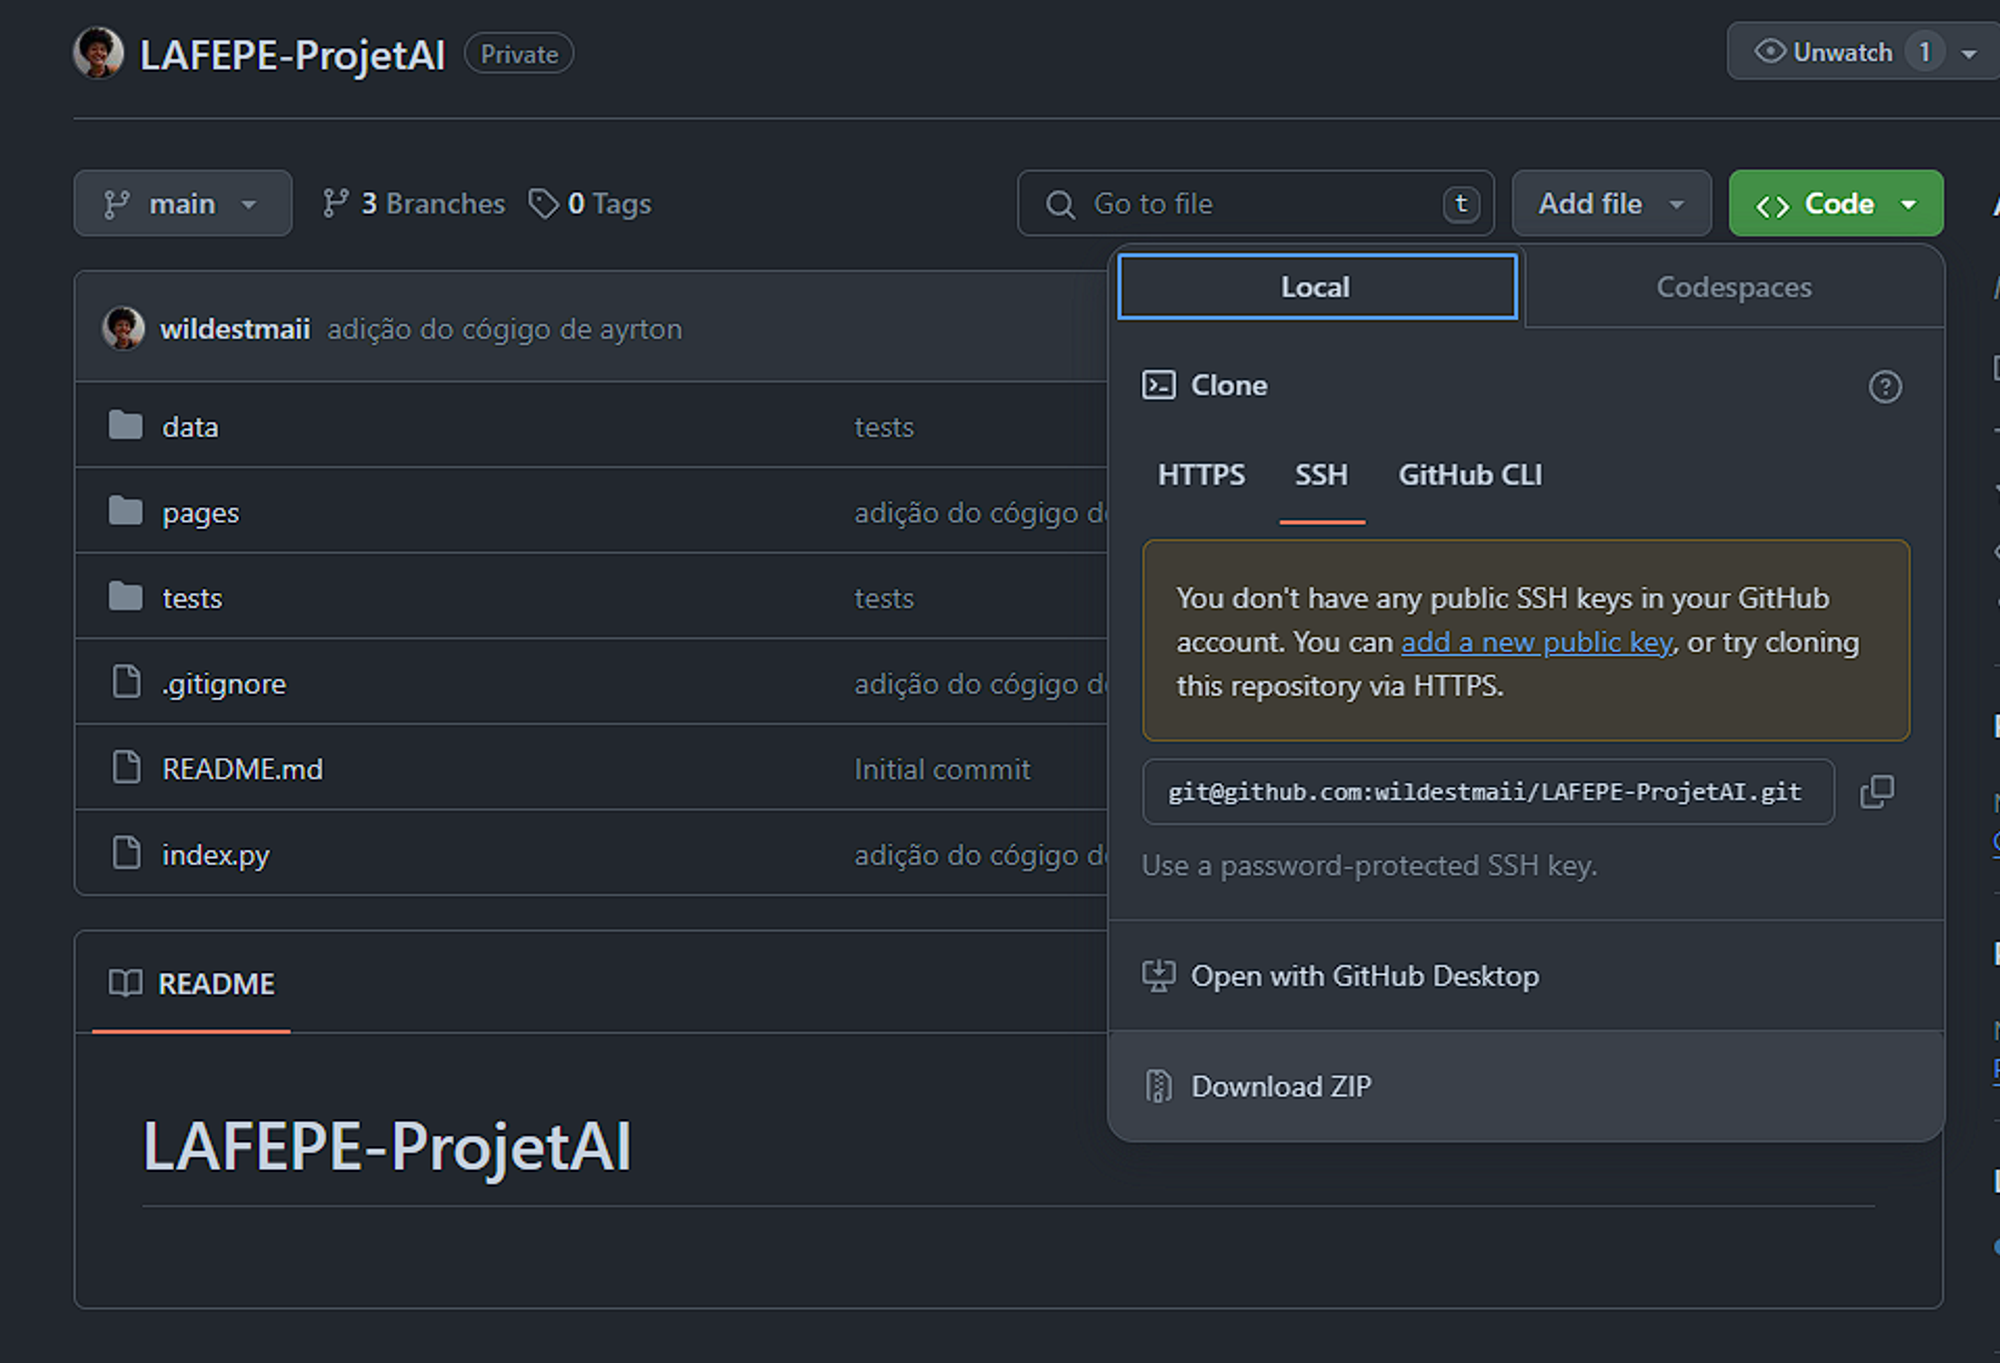 LAFEPE-ProjetAI Private Unwatch 1
main 3 Branches 0 Tags Go to file t Add file Code
Local Codespaces
wildestmaii adição do cógigo de ayrton
Clone
data tests
HTTPS SSH GitHub CLI
pages adição do cógigo d
You don't have any public SSH keys in your GitHub
account. You can add a new public key, or try cloning
this repository via HTTPS.
tests tests
.gitignore adição do cógigo d
README.md Initial commit
git@github.com:wildestmaii/LAFEPE-ProjetAI.git
index.py adição do cógigo d
Use a password-protected SSH key.
README
Open with GitHub Desktop
Download ZIP
LAFEPE-ProjetAI